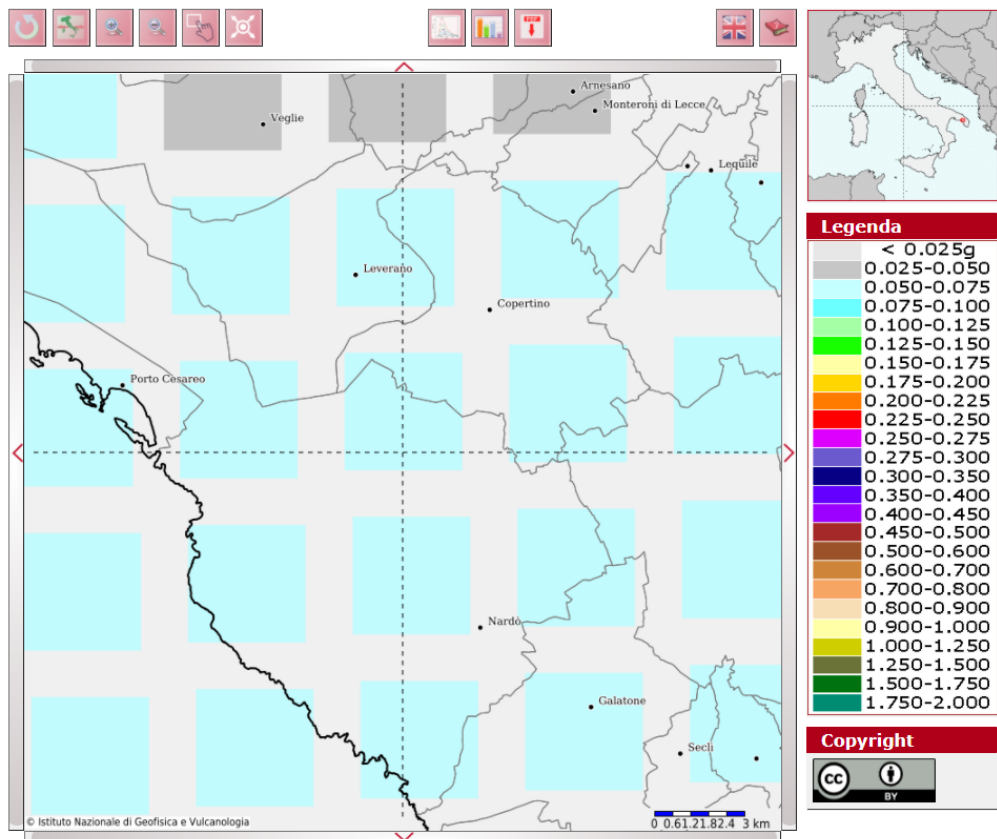 PDF
Arnesano
Monteroni di Lecce
Veglie
Lequile
Leverano
Copertino
Porto Cesareo
Nardò
Galatone
Secli
© Istituto Nazionale di Geofisica e Vulcanologia
0 0.61.21.82.4 3 km
Legenda
< 0.025g
0.025-0.050
0.050-0.075
0.075-0.100
0.100-0.125
0.125-0.150
0.150-0.175
0.175-0.200
0.200-0.225
0.225-0.250
0.250-0.275
0.275-0.300
0.300-0.350
0.350-0.400
0.400-0.450
0.450-0.500
0.500-0.600
0.600-0.700
0.700-0.800
0.800-0.900
0.900-1.000
1.000-1.250
1.250-1.500
1.500-1.750
1.750-2.000
Copyright
cc
BY